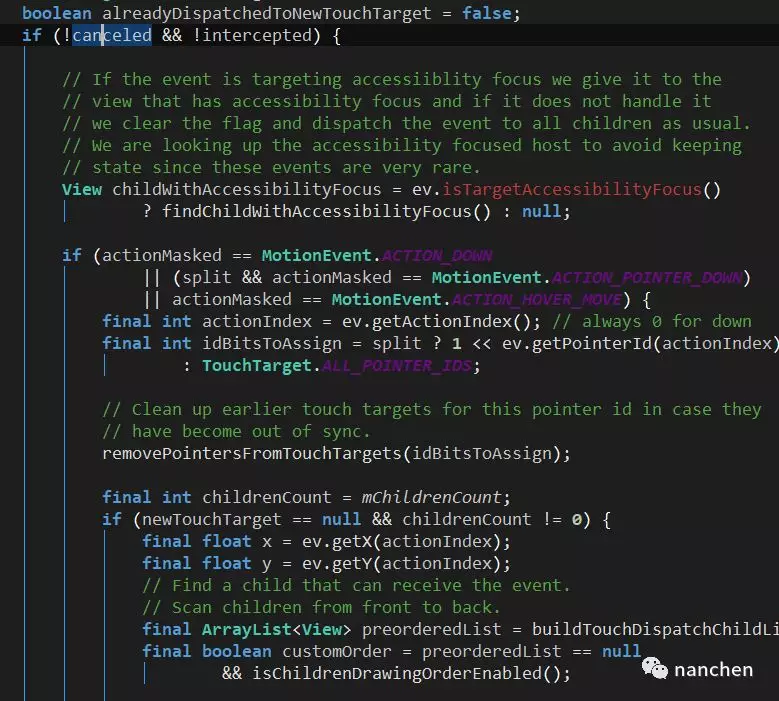 boolean alreadyDispatchedToNewTouchTarget = false;
if (!canceled && !intercepted) {
// If the event is targeting accessiiblity focus we give it to the
// view that has accessibility focus and if it does not handle it
// we clear the flag and dispatch the event to all children as usual.
// We are looking up the accessibility focused host to avoid keeping
// state since these events are very rare.
View childWithAccessibilityFocus = ev.isTargetAccessibilityFocus()
? findChildWithAccessibilityFocus() : null;
if (actionMasked == MotionEvent.ACTION_DOWN
|| (split && actionMasked == MotionEvent.ACTION_POINTER_DOWN)
|| actionMasked == MotionEvent.ACTION_HOVER_MOVE) {
final int actionIndex = ev.getActionIndex(); // always 0 for down
final int idBitsToAssign = split ? 1 << ev.getPointerId(actionIndex)
: TouchTarget.ALL_POINTER_IDS;
// Clean up earlier touch targets for this pointer id in case they
// have become out of sync.
removePointersFromTouchTargets(idBitsToAssign);
final int childrenCount = mChildrenCount;
if (newTouchTarget == null && childrenCount != 0) {
final float x = ev.getX(actionIndex);
final float y = ev.getY(actionIndex);
// Find a child that can receive the event.
// Scan children from front to back.
final ArrayList<View> preorderedList = buildTouchDispatchChildLi
final boolean customOrder = preorderedList == null
&& isChildrenDrawingOrderEnabled();
nanchen